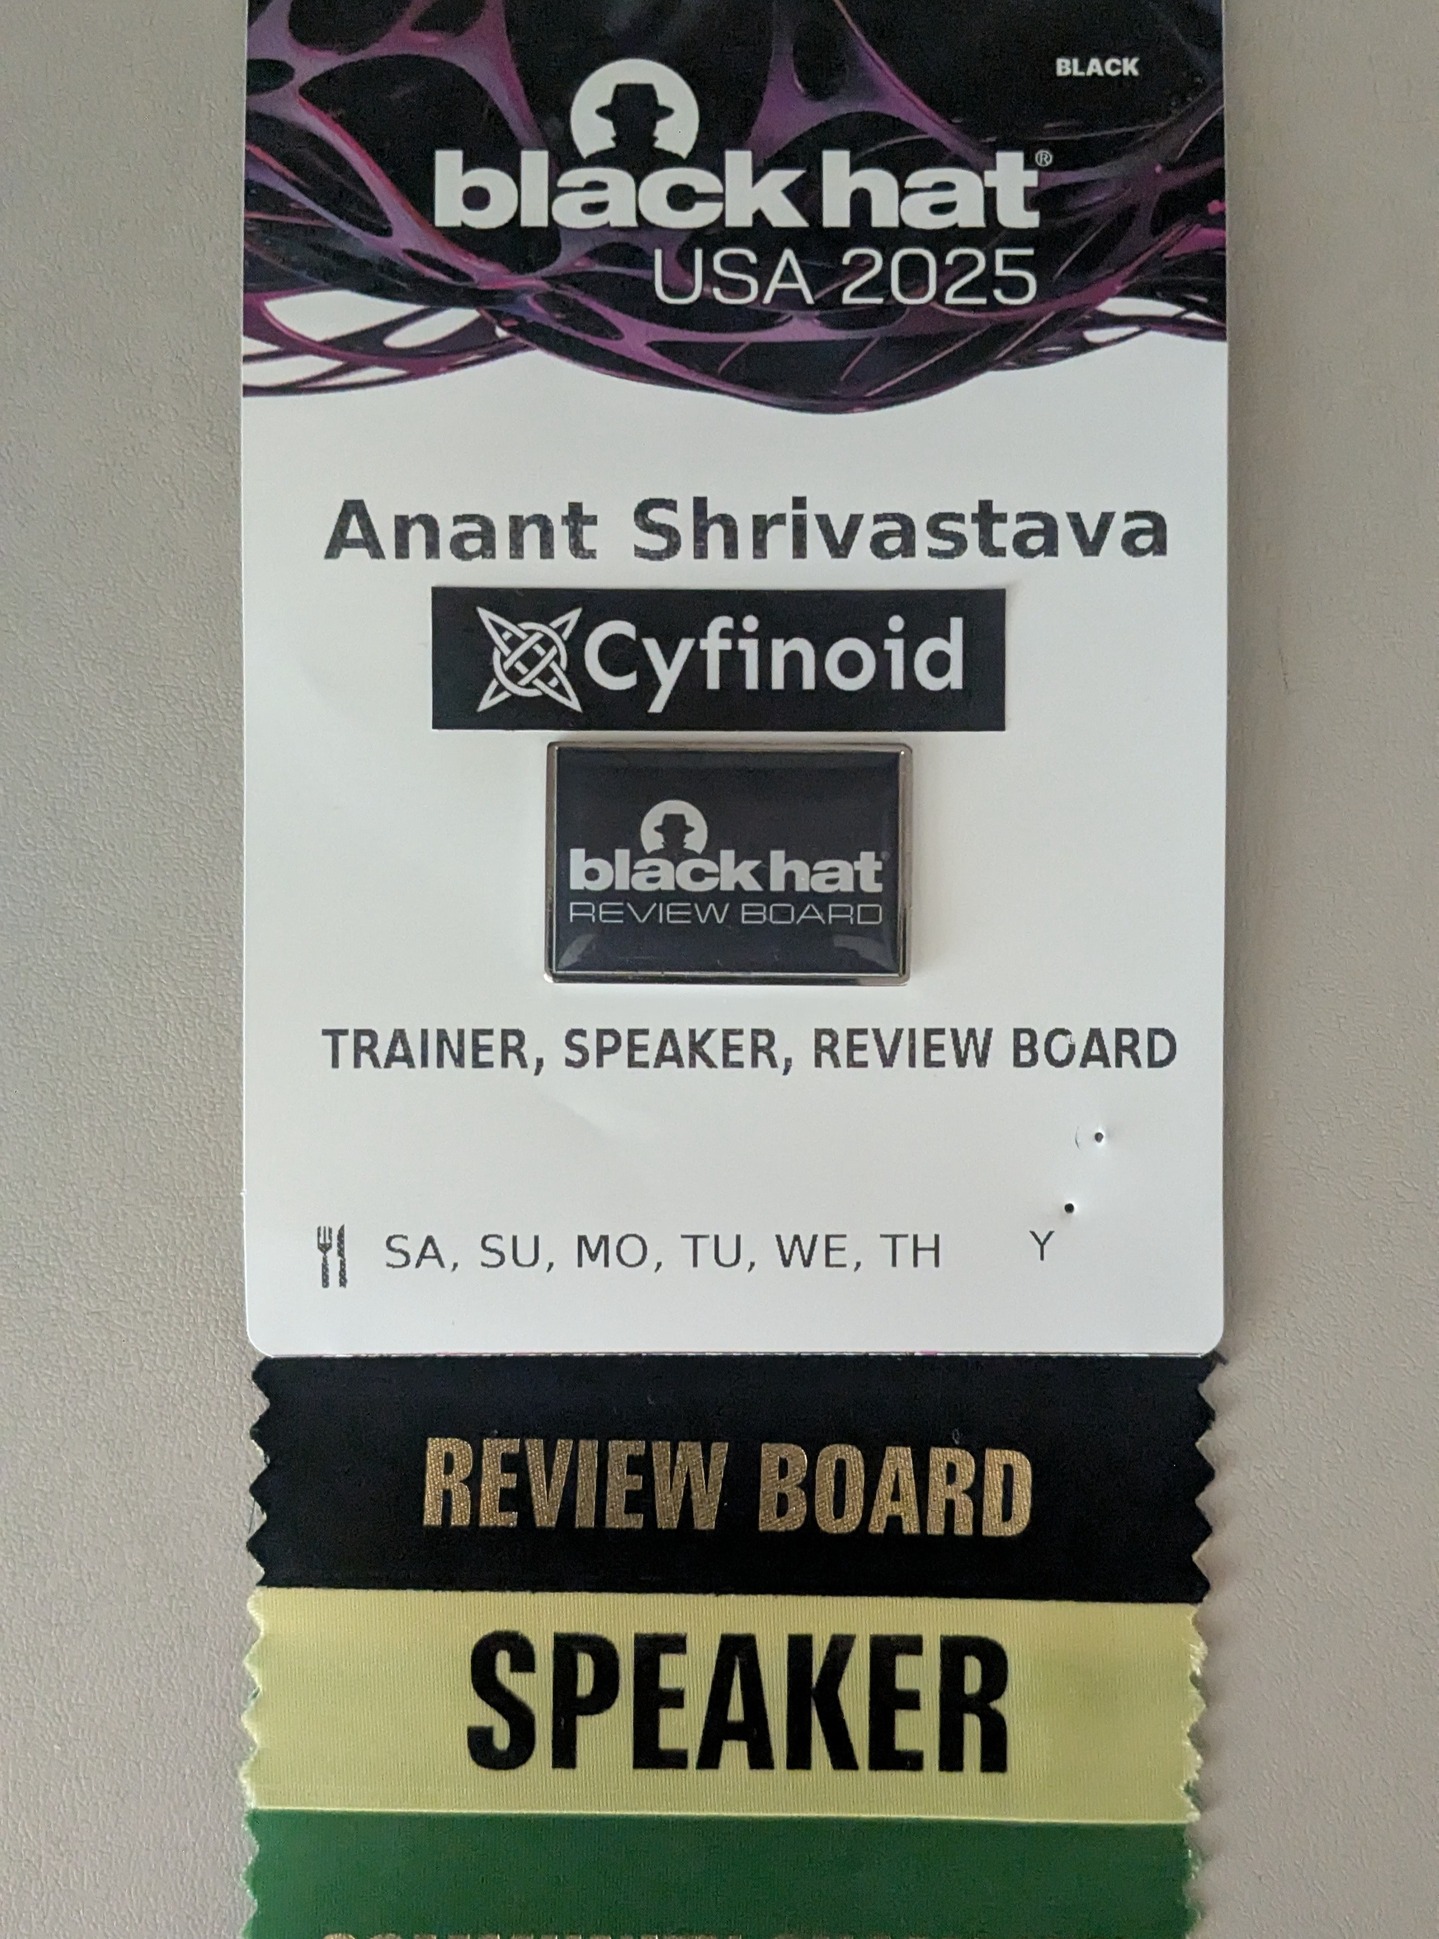 BLACK
black hat®
USA 2025
Anant Shrivastava
Cyfinoid
black hat
REVIEW BOARD
TRAINER, SPEAKER, REVIEW BOARD
SA, SU, MO, TU, WE, TH Y
REVIEW BOARD
SPEAKER